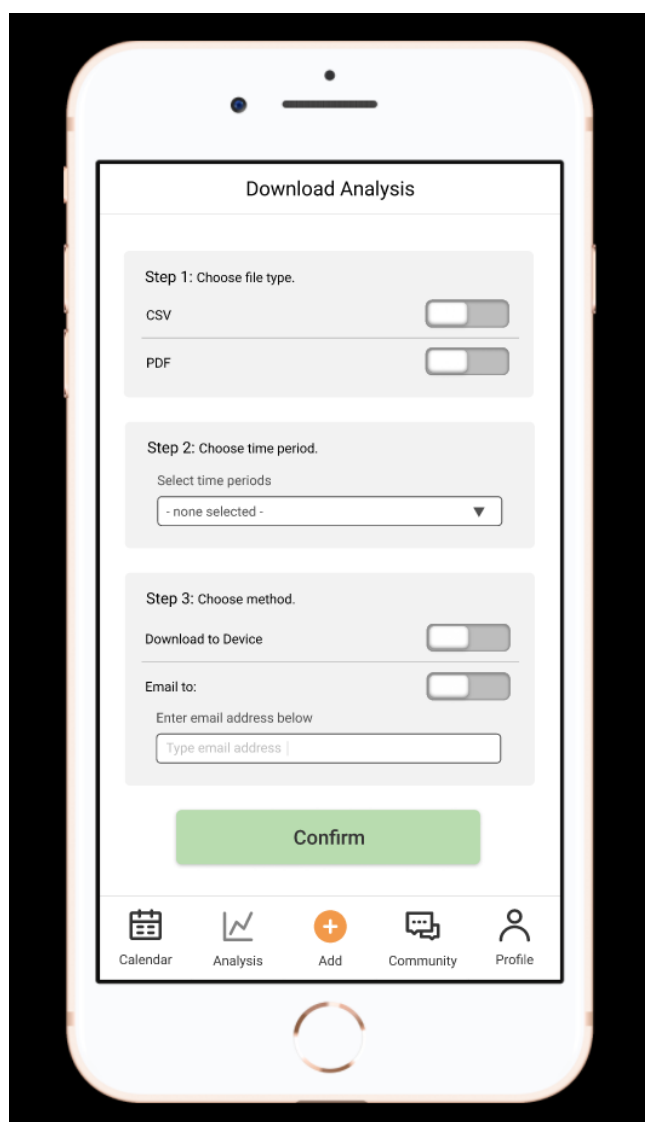 Download Analysis
Step 1: Choose file type.
CSV
PDF
Step 2: Choose time period.
Select time periods
- none selected -
Step 3: Choose method.
Download to Device
Email to:
Enter email address below
Type email address
Confirm
Calendar Analysis Add Community Profile